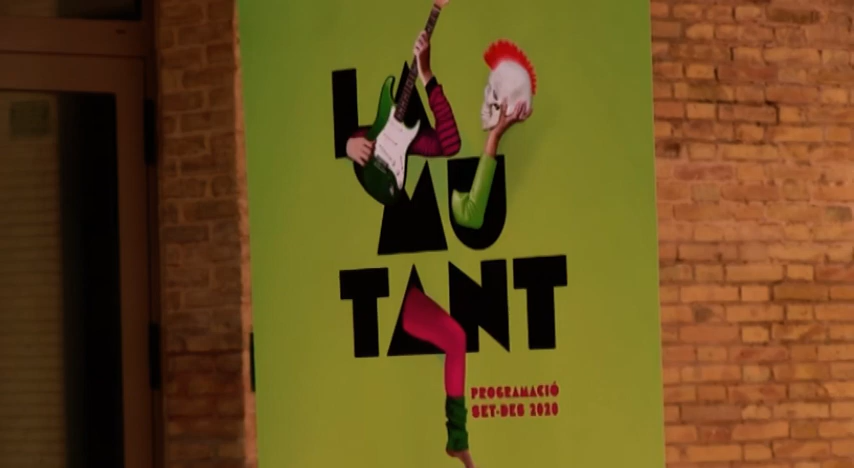 LA
MU
TANT
PROGRAMACIÓ
SET-DES 2020